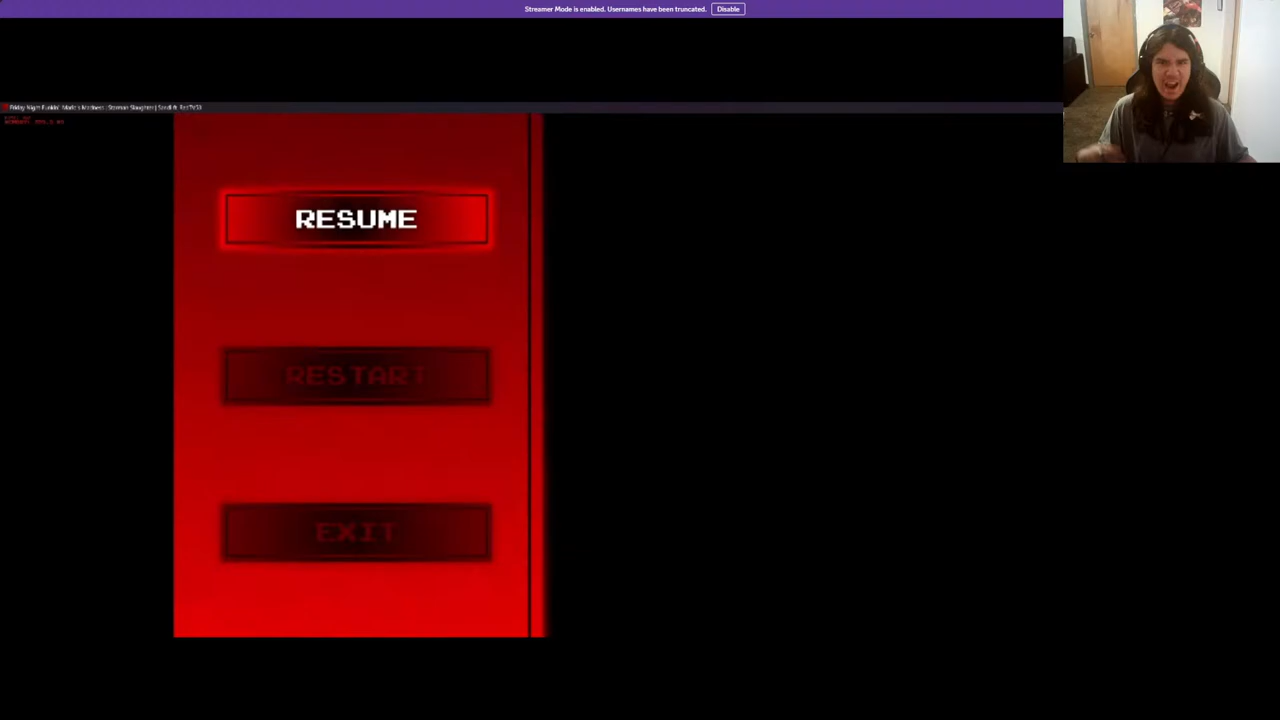 Streamer Mode is enabled. Usernames have been truncated. Disable
RESUME
RESTART
EXIT